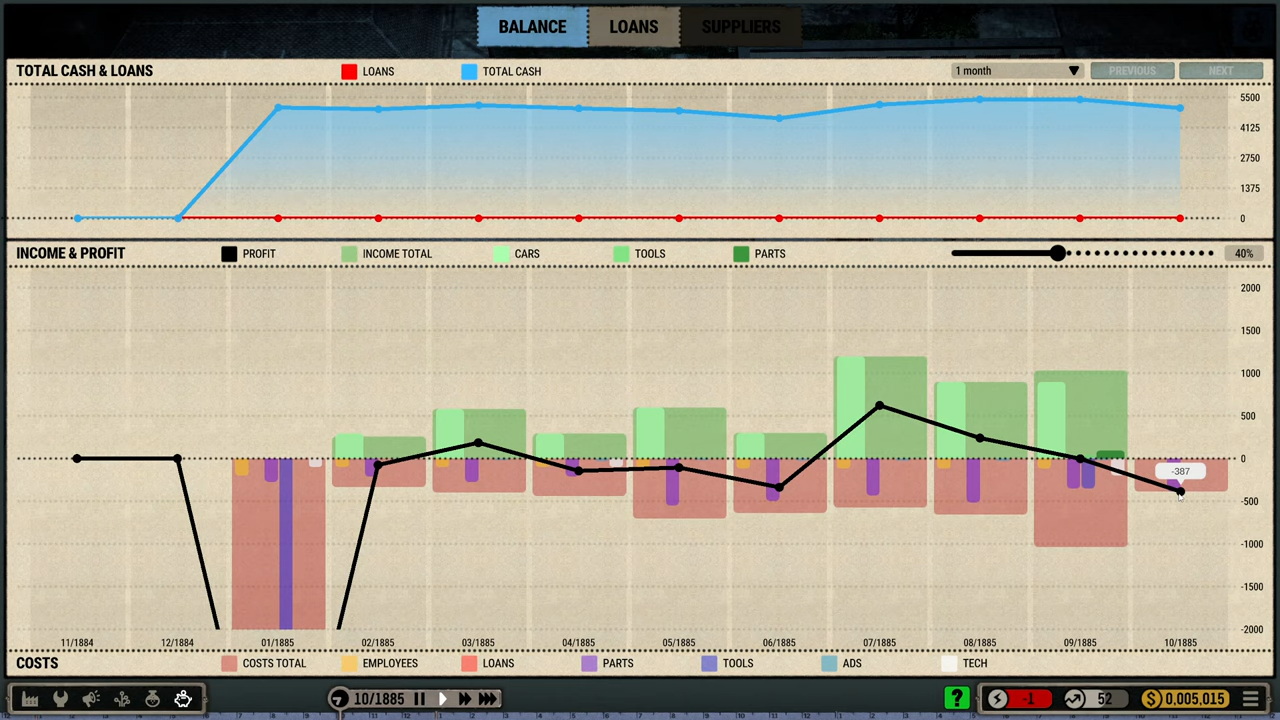 BALANCE LOANS SUPPLIERS
TOTAL CASH & LOANS LOANS TOTAL CASH 1 month PREVIOUS NEXT
5500
4125
2750
1375
0
INCOME & PROFIT PROFIT INCOME TOTAL CARS TOOLS PARTS 40%
2000
1500
1000
500
0
-387
-500
-1000
-1500
-2000
11/1884 12/1884 01/1885 02/1885 03/1885 04/1885 05/1885 06/1885 07/1885 08/1885 09/1885 10/1885
COSTS COSTS TOTAL EMPLOYEES LOANS PARTS TOOLS ADS TECH
10/1885 ? -1 52 $ 0,005,015